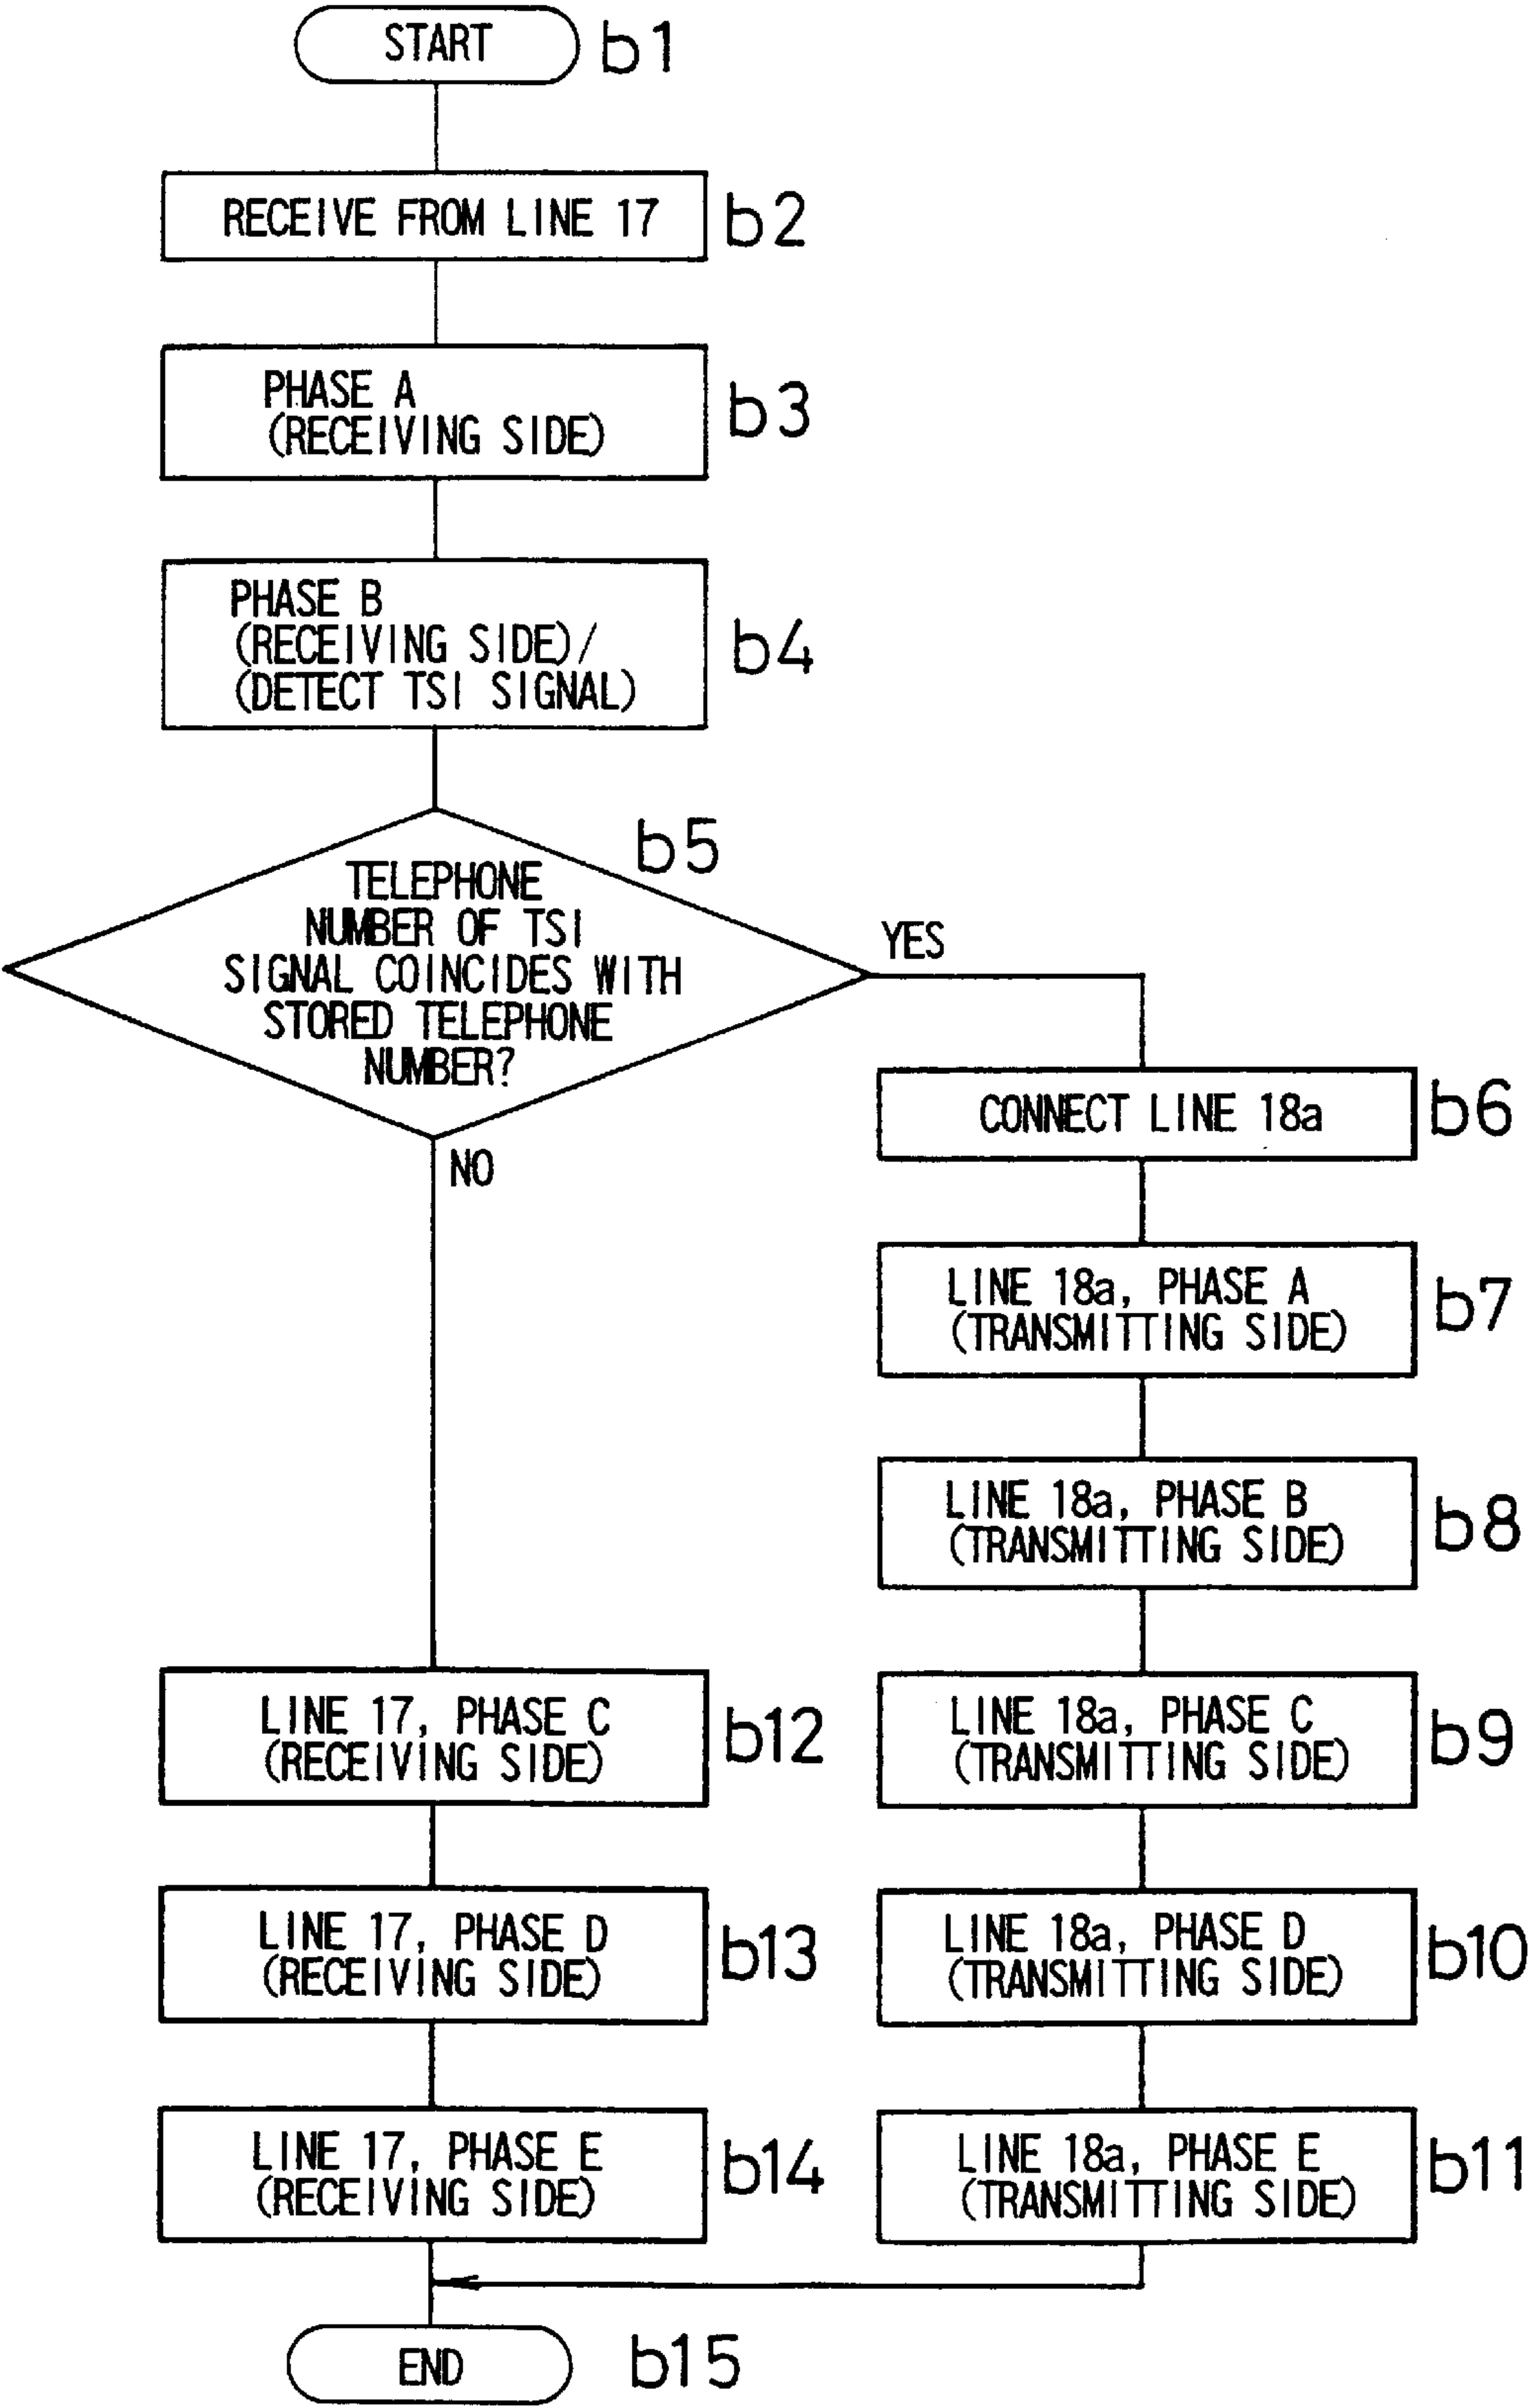 START b1
RECEIVE FROM LINE 17 b2
PHASE A
(RECEIVING SIDE)
b3
PHASE B
(RECEIVING SIDE)/
(DETECT TSI SIGNAL)
b4
b5
TELEPHONE
NUMBER OF TSI
SIGNAL COINCIDES WITH
STORED TELEPHONE
NUMBER?
YES
NO
CONNECT LINE 18a b6
LINE 18a, PHASE A
(TRANSMITTING SIDE)
b7
LINE 18a, PHASE B
(TRANSMITTING SIDE)
b8
LINE 18a, PHASE C
(TRANSMITTING SIDE)
b9
LINE 18a, PHASE D
(TRANSMITTING SIDE)
b10
LINE 18a, PHASE E
(TRANSMITTING SIDE)
b11
LINE 17, PHASE C
(RECEIVING SIDE)
b12
LINE 17, PHASE D
(RECEIVING SIDE)
b13
LINE 17, PHASE E
(RECEIVING SIDE)
b14
END b15